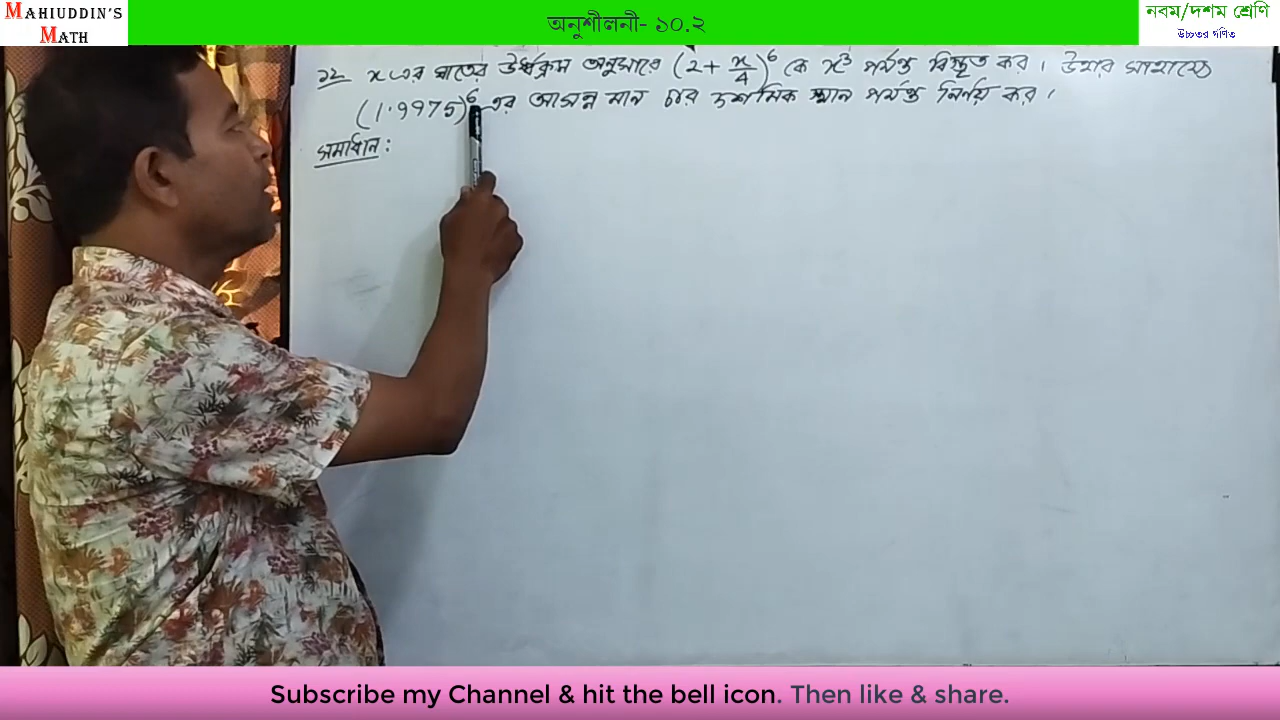 MAHIUDDIN'S
MATH
অনুশীলনী- ১০.২
নবম/দশম শ্রেণি
উচ্চতর গণিত
১২ x এর ঘাতের ঊর্ধ্বক্রম অনুসারে (2 + x/4)^6 কে x^3 পর্যন্ত বিস্তৃত কর। উহার সাহায্যে
(1.9975)^6 এর আসন্ন মান চার দশমিক স্থান পর্যন্ত নির্ণয় কর।
সমাধান:
Subscribe my Channel & hit the bell icon. Then like & share.